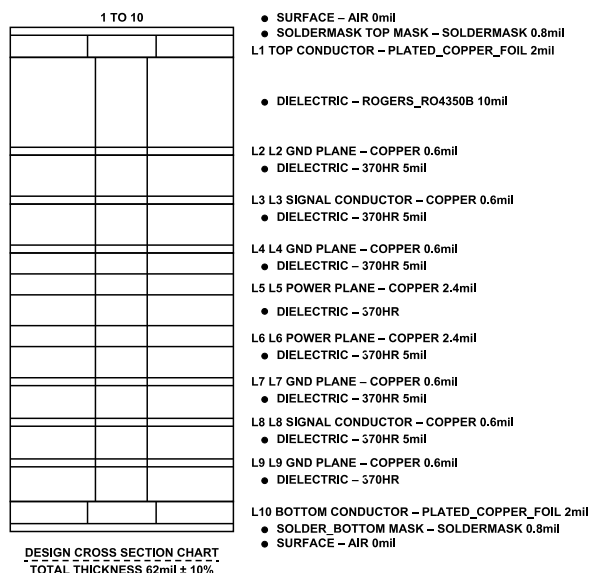 1 TO 10
● SURFACE – AIR 0mil
● SOLDERMASK TOP MASK – SOLDERMASK 0.8mil
L1 TOP CONDUCTOR – PLATED_COPPER_FOIL 2mil
● DIELECTRIC – ROGERS_RO4350B 10mil
L2 L2 GND PLANE – COPPER 0.6mil
● DIELECTRIC – 370HR 5mil
L3 L3 SIGNAL CONDUCTOR – COPPER 0.6mil
● DIELECTRIC – 370HR 5mil
L4 L4 GND PLANE – COPPER 0.6mil
● DIELECTRIC – 370HR 5mil
L5 L5 POWER PLANE – COPPER 2.4mil
● DIELECTRIC – 370HR
L6 L6 POWER PLANE – COPPER 2.4mil
● DIELECTRIC – 370HR 5mil
L7 L7 GND PLANE – COPPER 0.6mil
● DIELECTRIC – 370HR 5mil
L8 L8 SIGNAL CONDUCTOR – COPPER 0.6mil
● DIELECTRIC – 370HR 5mil
L9 L9 GND PLANE – COPPER 0.6mil
● DIELECTRIC – 370HR
L10 BOTTOM CONDUCTOR – PLATED_COPPER_FOIL 2mil
● SOLDER_BOTTOM MASK – SOLDERMASK 0.8mil
● SURFACE – AIR 0mil
DESIGN CROSS SECTION CHART
TOTAL THICKNESS 62mil ± 10%